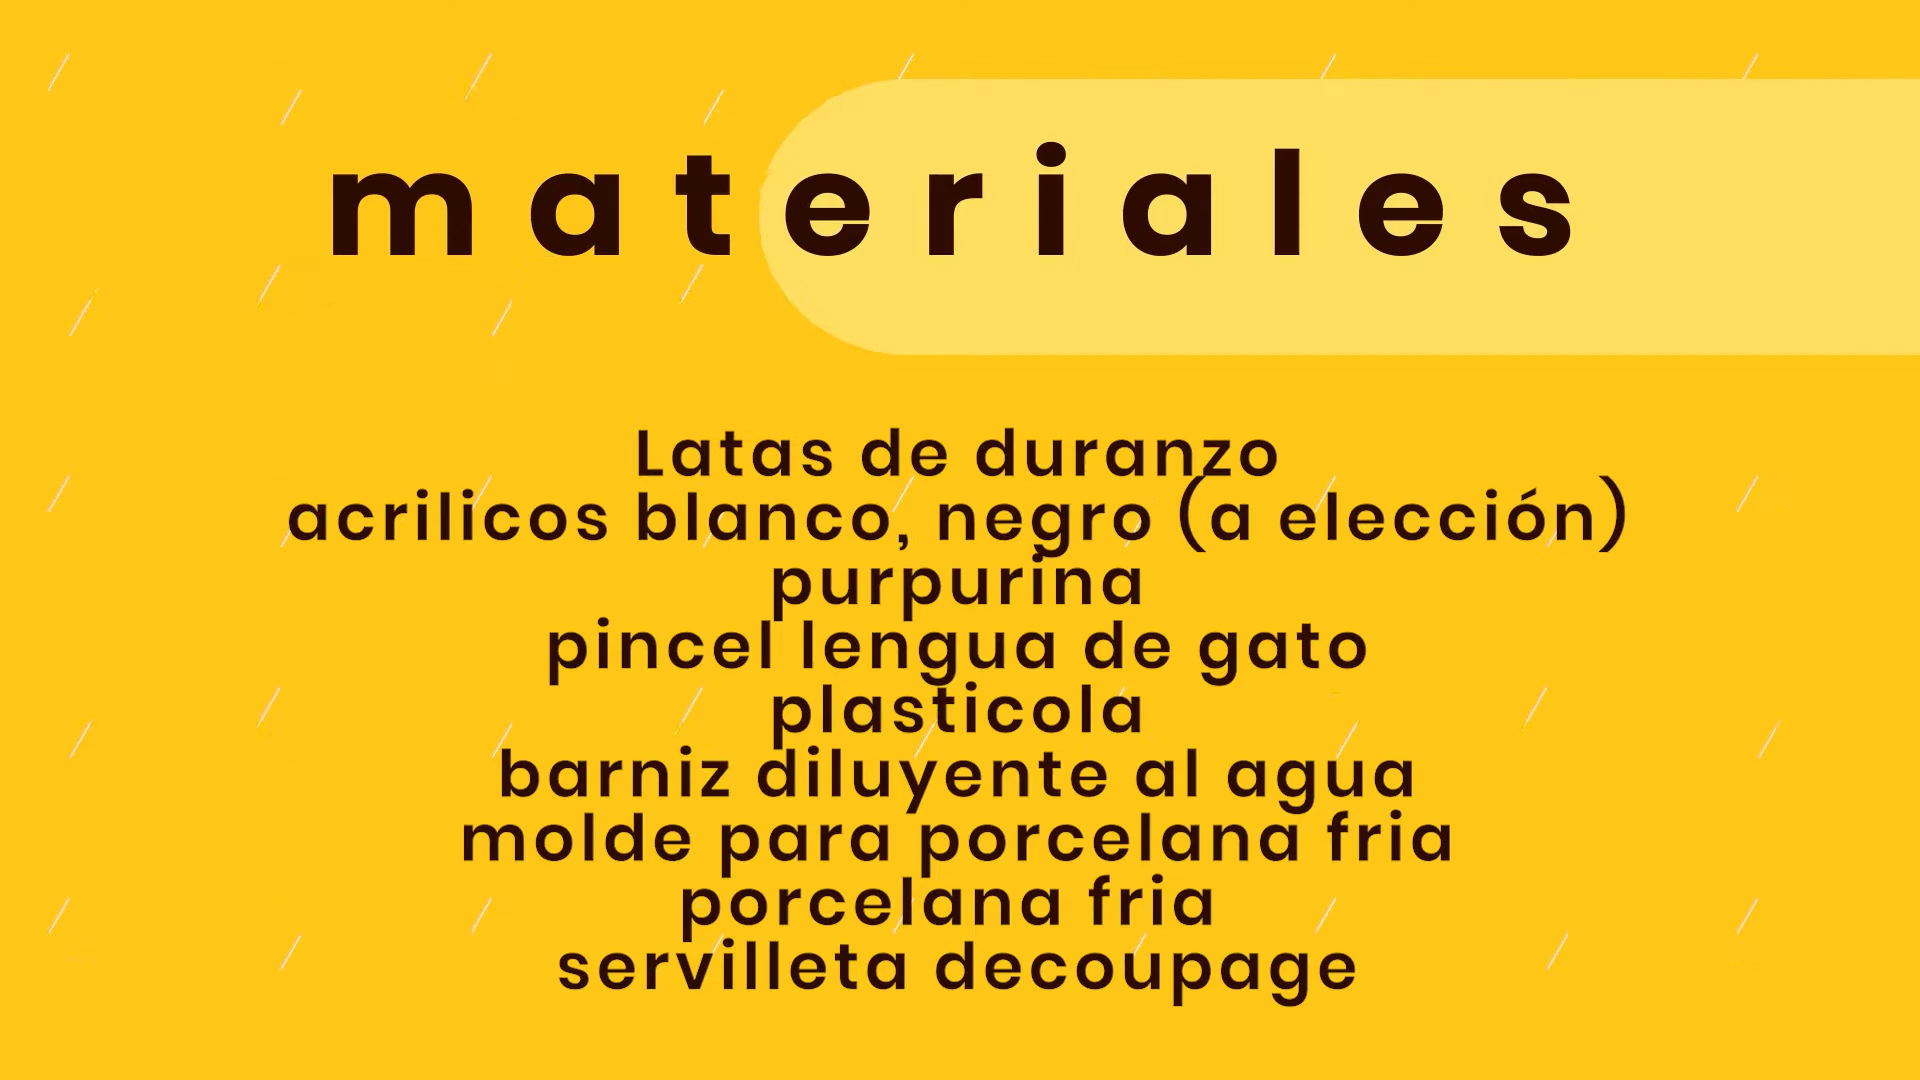 materiales
Latas de duranzo
acrilicos blanco, negro (a elección)
purpurina
pincel lengua de gato
plasticola
barniz diluyente al agua
molde para porcelana fria
porcelana fria
servilleta decoupage